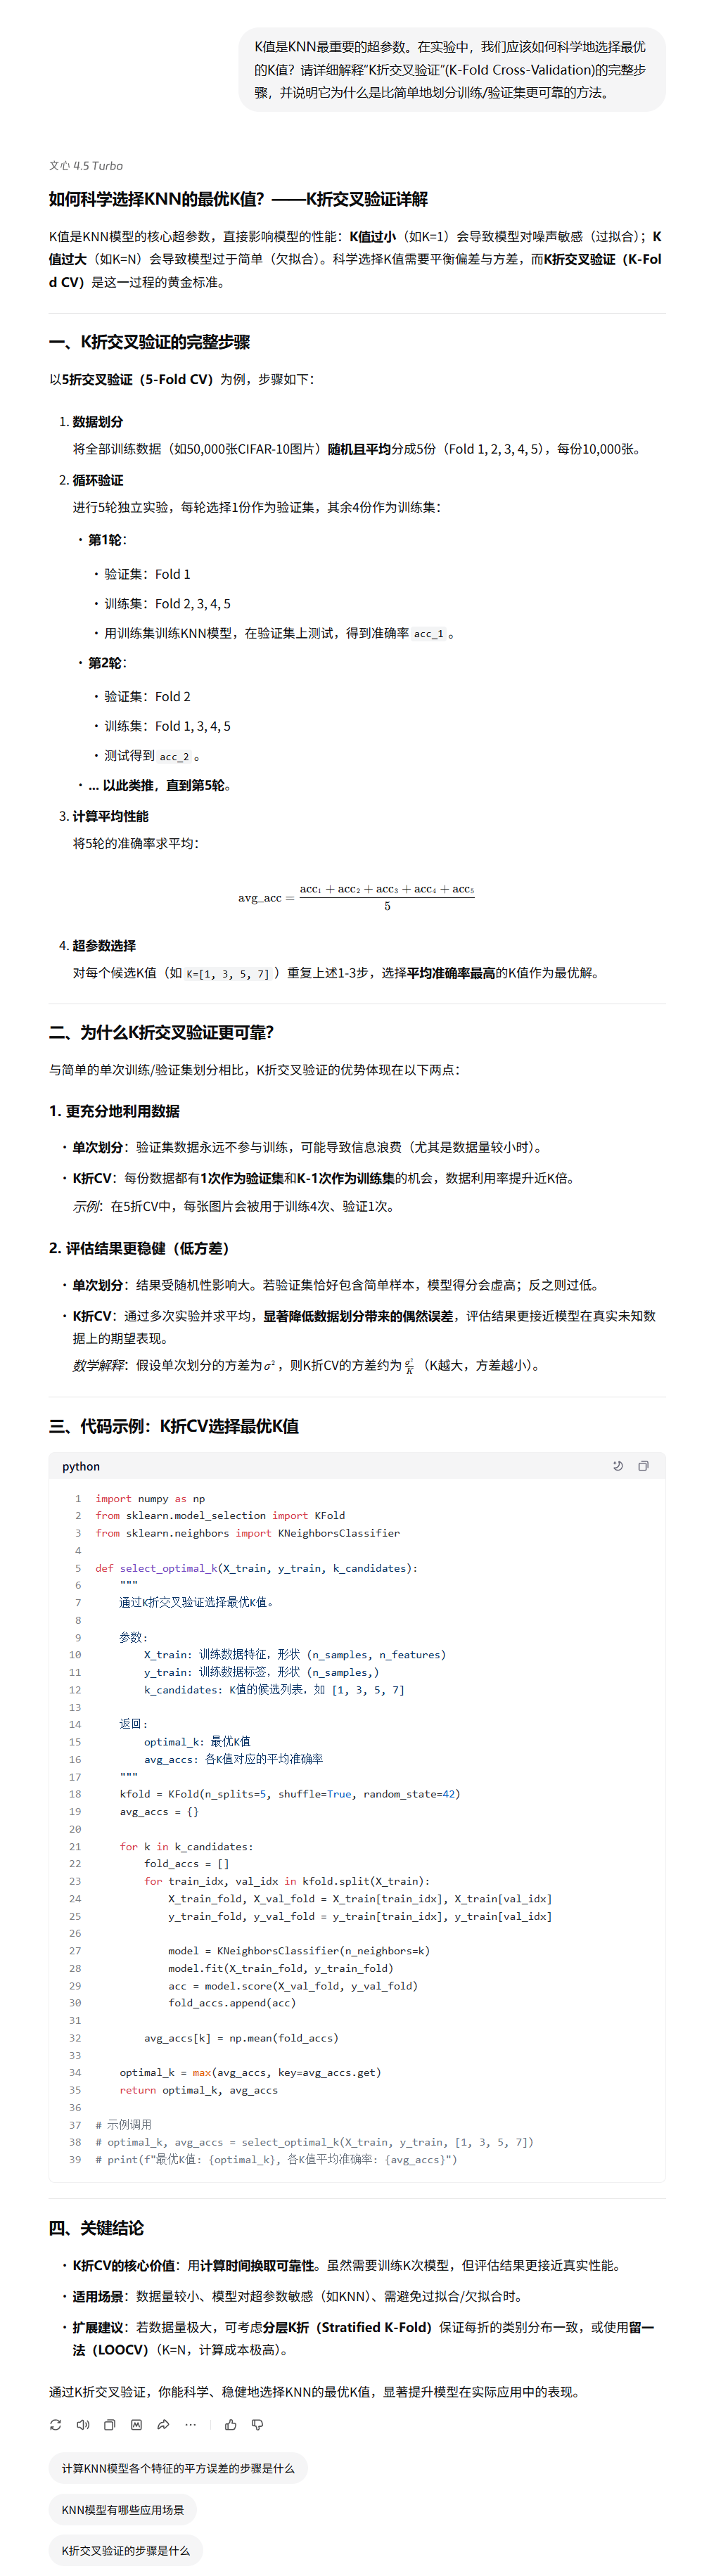 K值是KNN最重要的超参数。在实验中，我们应该如何科学地选择最优
的K值？请详细解释“K折交叉验证”(K-Fold Cross-Validation)的完整步
骤，并说明它为什么是比简单地划分训练/验证集更可靠的方法。
文心 4.5 Turbo
如何科学选择KNN的最优K值？——K折交叉验证详解
K值是KNN模型的核心超参数，直接影响模型的性能：K值过小（如K=1）会导致模型对噪声敏感（过拟合）；K
值过大（如K=N）会导致模型过于简单（欠拟合）。科学选择K值需要平衡偏差与方差，而K折交叉验证（K-Fol
d CV）是这一过程的黄金标准。
一、K折交叉验证的完整步骤
以5折交叉验证（5-Fold CV）为例，步骤如下：
1. 数据划分
将全部训练数据（如50,000张CIFAR-10图片）随机且平均分成5份（Fold 1, 2, 3, 4, 5），每份10,000张。
2. 循环验证
进行5轮独立实验，每轮选择1份作为验证集，其余4份作为训练集：
• 第1轮：
• 验证集：Fold 1
• 训练集：Fold 2, 3, 4, 5
• 用训练集训练KNN模型，在验证集上测试，得到准确率 acc_1 。
• 第2轮：
• 验证集：Fold 2
• 训练集：Fold 1, 3, 4, 5
• 测试得到 acc_2 。
• ... 以此类推，直到第5轮。
3. 计算平均性能
将5轮的准确率求平均：
avg_acc = (acc₁ + acc₂ + acc₃ + acc₄ + acc₅) / 5
4. 超参数选择
对每个候选K值（如 K=[1, 3, 5, 7] ）重复上述1-3步，选择平均准确率最高的K值作为最优解。
二、为什么K折交叉验证更可靠？
与简单的单次训练/验证集划分相比，K折交叉验证的优势体现在以下两点：
1. 更充分地利用数据
• 单次划分：验证集数据永远不参与训练，可能导致信息浪费（尤其是数据量较小时）。
• K折CV：每份数据都有1次作为验证集和K-1次作为训练集的机会，数据利用率提升近K倍。
示例：在5折CV中，每张图片会被用于训练4次、验证1次。
2. 评估结果更稳健（低方差）
• 单次划分：结果受随机性影响大。若验证集恰好包含简单样本，模型得分会虚高；反之则过低。
• K折CV：通过多次实验并求平均，显著降低数据划分带来的偶然误差，评估结果更接近模型在真实未知数
据上的期望表现。
数学解释：假设单次划分的方差为 σ²，则K折CV的方差约为 σ²/K （K越大，方差越小）。
三、代码示例：K折CV选择最优K值
python
1 import numpy as np
2 from sklearn.model_selection import KFold
3 from sklearn.neighbors import KNeighborsClassifier
4
5 def select_optimal_k(X_train, y_train, k_candidates):
6     """
7     通过K折交叉验证选择最优K值。
8
9     参数:
10         X_train: 训练数据特征，形状 (n_samples, n_features)
11         y_train: 训练数据标签，形状 (n_samples,)
12         k_candidates: K值的候选列表，如 [1, 3, 5, 7]
13
14     返回:
15         optimal_k: 最优K值
16         avg_accs: 各K值对应的平均准确率
17     """
18     kfold = KFold(n_splits=5, shuffle=True, random_state=42)
19     avg_accs = {}
20
21     for k in k_candidates:
22         fold_accs = []
23         for train_idx, val_idx in kfold.split(X_train):
24             X_train_fold, X_val_fold = X_train[train_idx], X_train[val_idx]
25             y_train_fold, y_val_fold = y_train[train_idx], y_train[val_idx]
26
27             model = KNeighborsClassifier(n_neighbors=k)
28             model.fit(X_train_fold, y_train_fold)
29             acc = model.score(X_val_fold, y_val_fold)
30             fold_accs.append(acc)
31
32         avg_accs[k] = np.mean(fold_accs)
33
34     optimal_k = max(avg_accs, key=avg_accs.get)
35     return optimal_k, avg_accs
36
37 # 示例调用
38 # optimal_k, avg_accs = select_optimal_k(X_train, y_train, [1, 3, 5, 7])
39 # print(f"最优K值: {optimal_k}, 各K值平均准确率: {avg_accs}")
四、关键结论
• K折CV的核心价值：用计算时间换取可靠性。虽然需要训练K次模型，但评估结果更接近真实性能。
• 适用场景：数据量较小、模型对超参数敏感（如KNN）、需避免过拟合/欠拟合时。
• 扩展建议：若数据量极大，可考虑分层K折（Stratified K-Fold）保证每折的类别分布一致，或使用留一
法（LOOCV）（K=N，计算成本极高）。
通过K折交叉验证，你能科学、稳健地选择KNN的最优K值，显著提升模型在实际应用中的表现。
计算KNN模型各个特征的平方误差的步骤是什么
KNN模型有哪些应用场景
K折交叉验证的步骤是什么